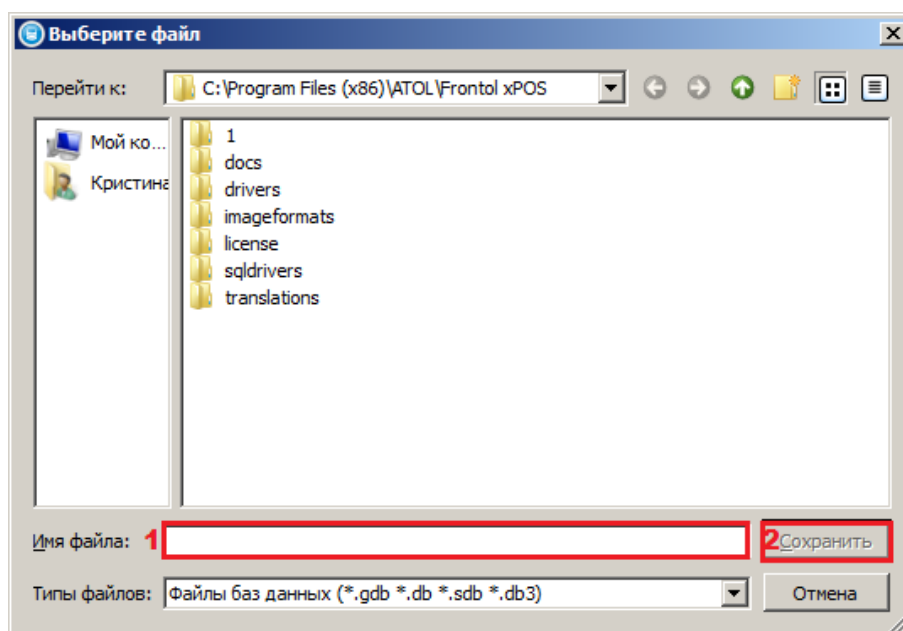 Выберите файл
Перейти к: C:\Program Files (x86)\ATOL\Frontol xPOS
Мой ко...
Кристина
1
docs
drivers
imageformats
license
sqldrivers
translations
Имя файла: 1 2 Сохранить
Типы файлов: Файлы баз данных (*.gdb *.db *.sdb *.db3) Отмена